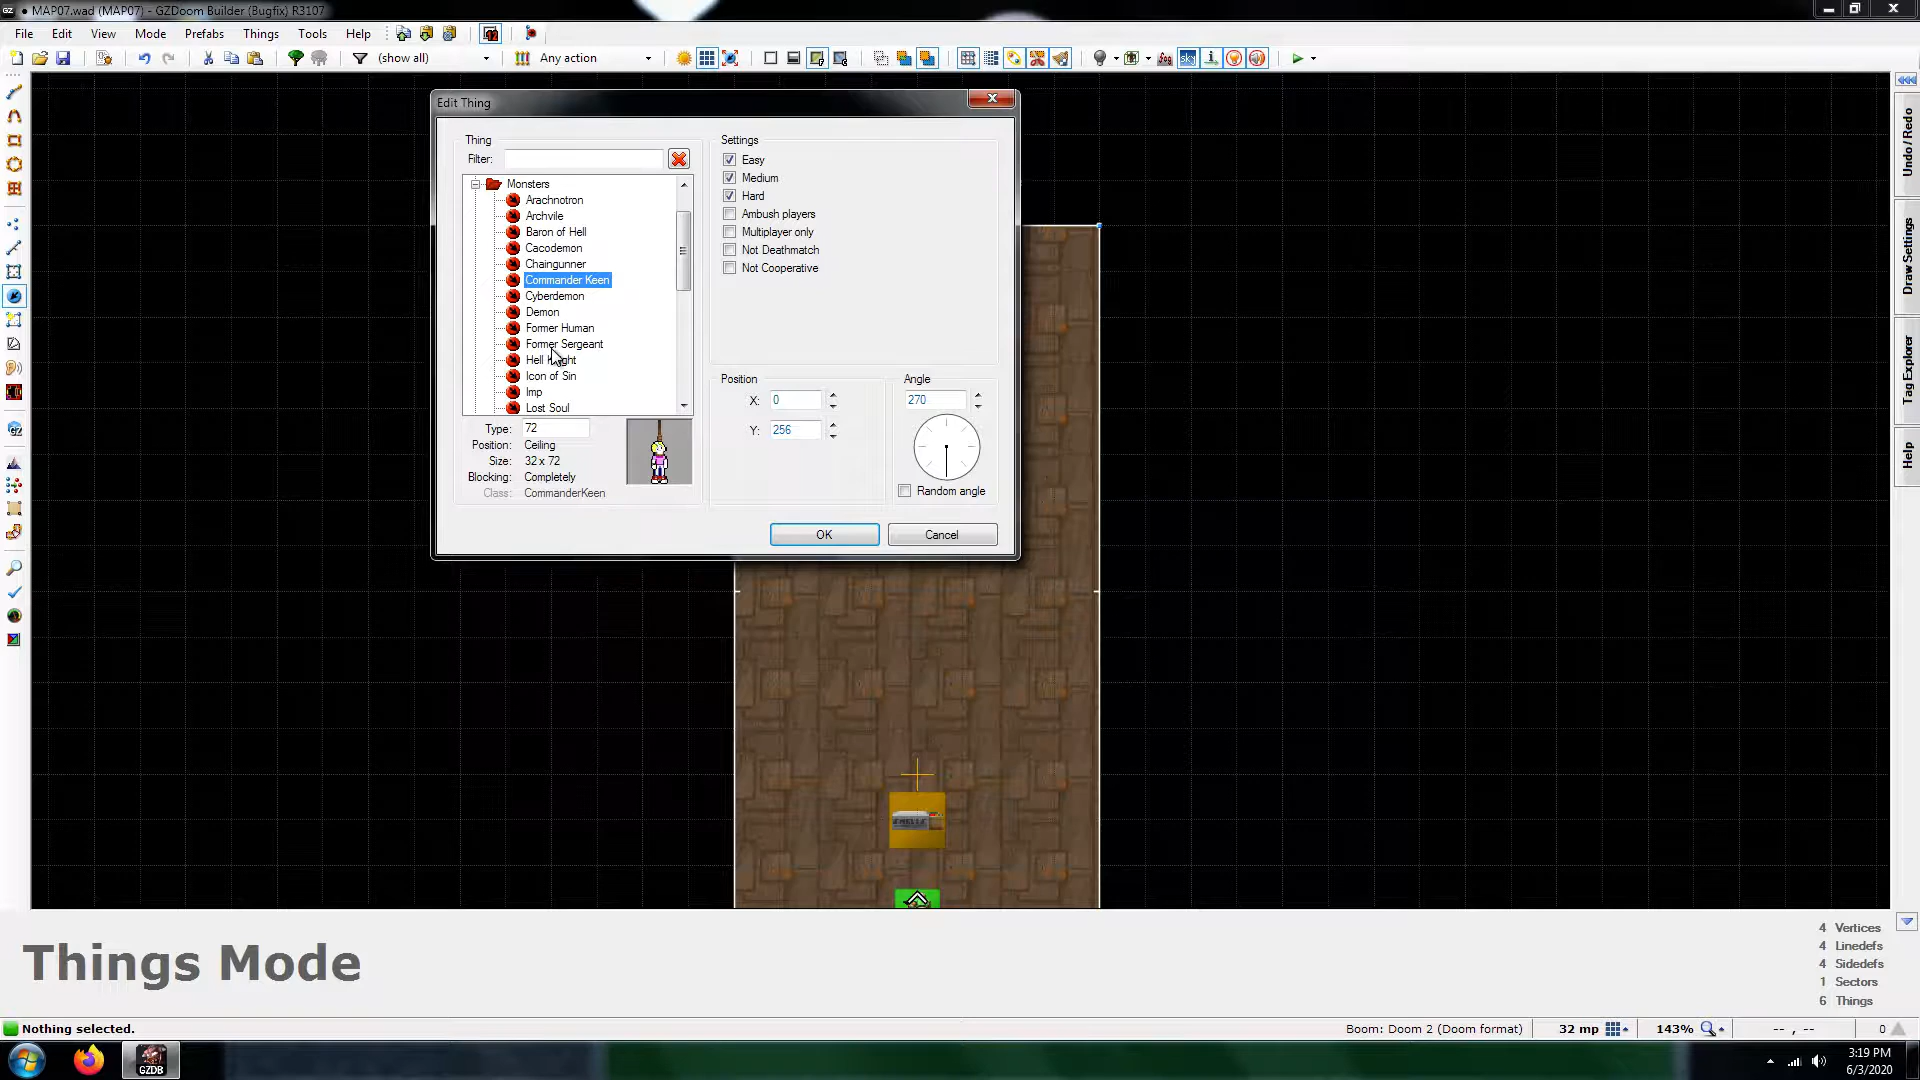 MAP07.wad (MAP07) - GZDoom Builder (Bugfix) R3107
File Edit View Mode Prefabs Things Tools Help
(show all) Any action
Edit Thing
Thing
Filter:
Monsters
Arachnotron
Archvile
Baron of Hell
Cacodemon
Chaingunner
Commander Keen
Cyberdemon
Demon
Former Human
Former Sergeant
Hell Knight
Icon of Sin
Imp
Lost Soul
Type: 72
Position: Ceiling
Size: 32 x 72
Blocking: Completely
Class: CommanderKeen
Settings
Easy
Medium
Hard
Ambush players
Multiplayer only
Not Deathmatch
Not Cooperative
Position
X: 0
Y: 256
Angle
270
Random angle
OK Cancel
Undo / Redo
Draw Settings
Tag Explorer
Help
Things Mode
4 Vertices
4 Linedefs
4 Sidedefs
1 Sectors
6 Things
Nothing selected.
Boom: Doom 2 (Doom format) 32 mp 143% -- , -- 0
GZDB
3:19 PM
6/3/2020